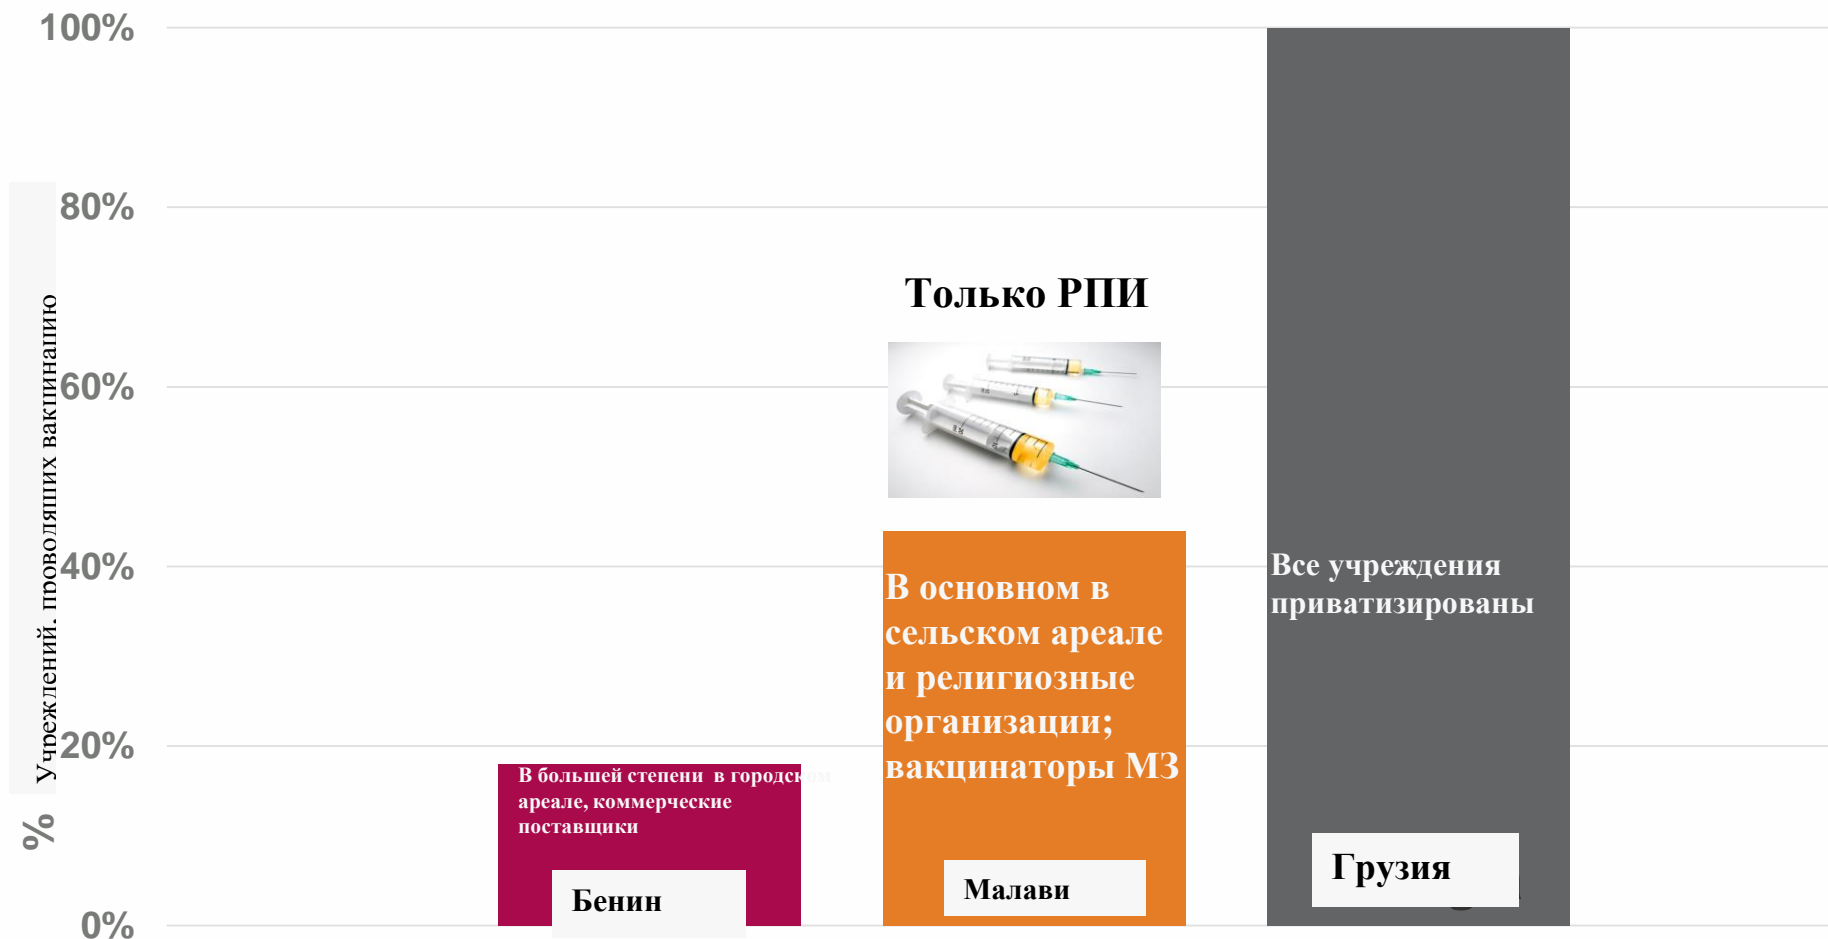 100%
80%
60%
40%
20%
0%
% Учреждений, проводящих вакцинацию
Только РПИ
В большей степени в городском
ареале, коммерческие
поставщики
Бенин
В основном в
сельском ареале
и религиозные
организации;
вакцинаторы МЗ
Малави
Все учреждения
приватизированы
Грузия